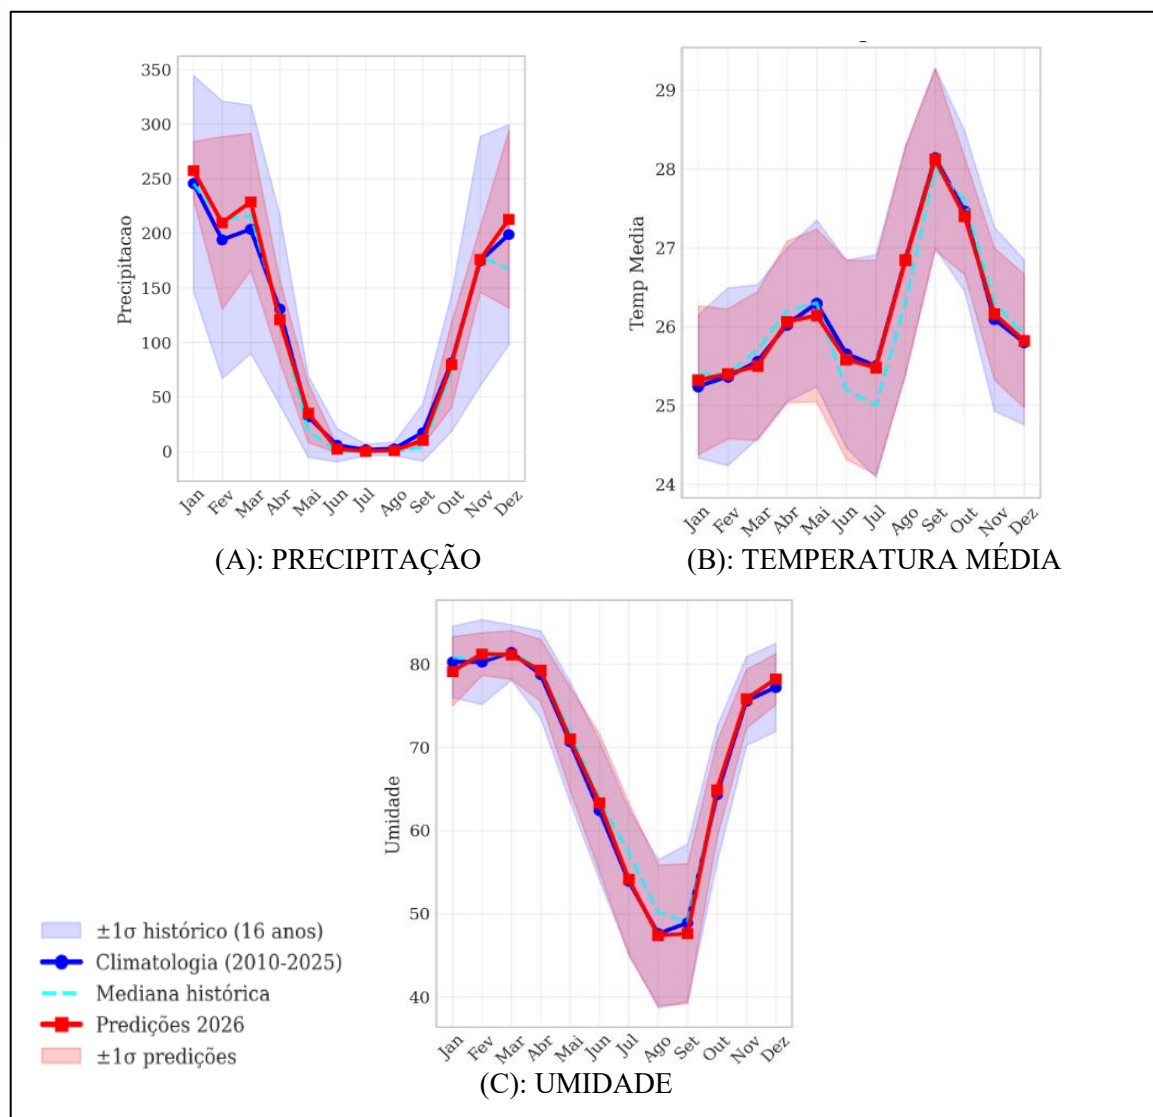 350
300
250
200
150
100
50
0
Precipitacao
Jan Fev Mar Abr Mai Jun Jul Ago Set Out Nov Dez
(A): PRECIPITAÇÃO
29
28
27
26
25
24
Temp Media
Jan Fev Mar Abr Mai Jun Jul Ago Set Out Nov Dez
(B): TEMPERATURA MÉDIA
80
70
60
50
40
Umidade
Jan Fev Mar Abr Mai Jun Jul Ago Set Out Nov Dez
(C): UMIDADE
±1σ histórico (16 anos)
Climatologia (2010-2025)
Mediana histórica
Predições 2026
±1σ predições